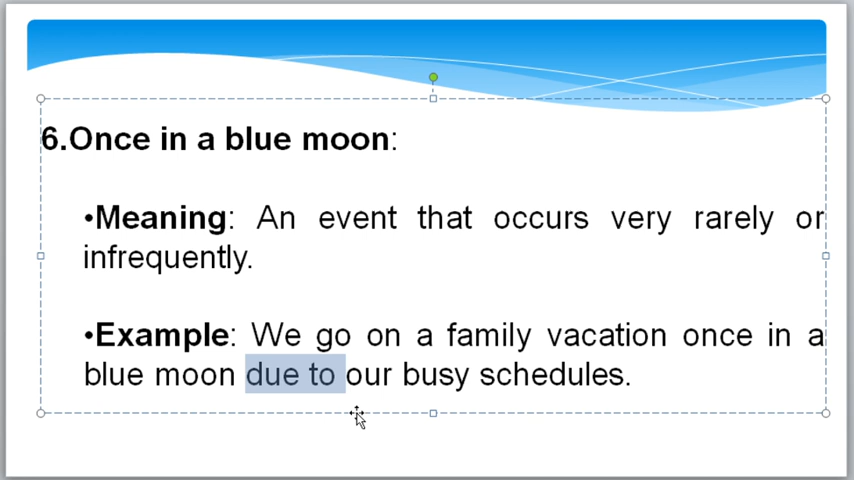 6.Once in a blue moon:
•Meaning: An event that occurs very rarely or
infrequently.
•Example: We go on a family vacation once in a
blue moon due to our busy schedules.